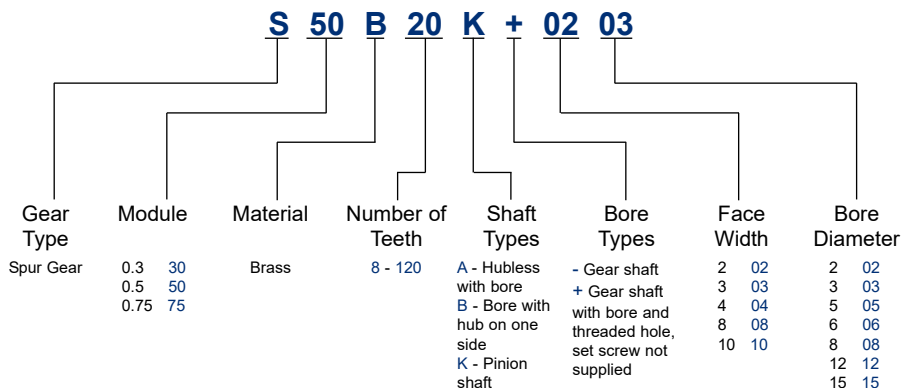 S 50 B 20 K + 02 03
Gear
Type
Spur Gear
Module
0.3 30
0.5 50
0.75 75
Material
Brass
Number of
Teeth
8 - 120
Shaft
Types
A - Hubless
with bore
B - Bore with
hub on one
side
K - Pinion
shaft
Bore
Types
- Gear shaft
+ Gear shaft
with bore and
threaded hole,
set screw not
supplied
Face
Width
2 02
3 03
4 04
8 08
10 10
Bore
Diameter
2 02
3 03
5 05
6 06
8 08
12 12
15 15